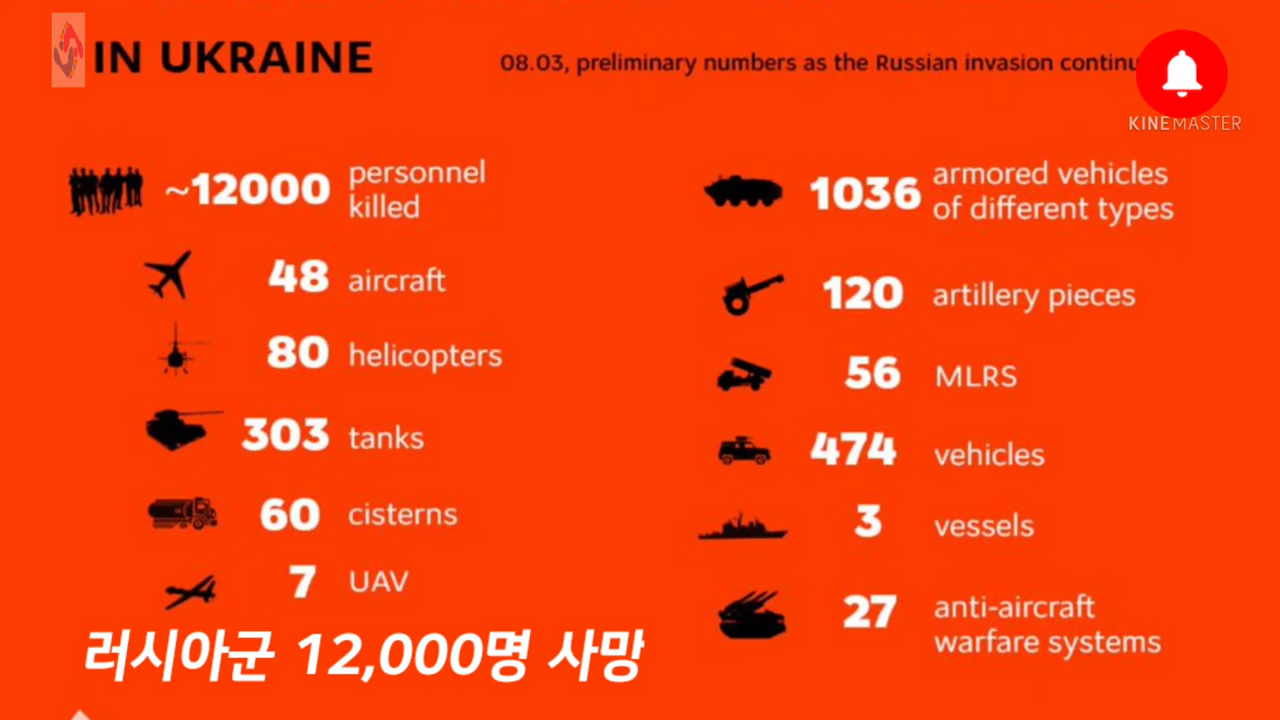 IN UKRAINE
08.03, preliminary numbers as the Russian invasion
KINEMASTER
~12000 personnel
killed
48 aircraft
80 helicopters
303 tanks
60 cisterns
7 UAV
1036 armored vehicles
of different types
120 artillery pieces
56 MLRS
474 vehicles
3 vessels
27 anti-aircraft
warfare systems
러시아군 12,000명 사망